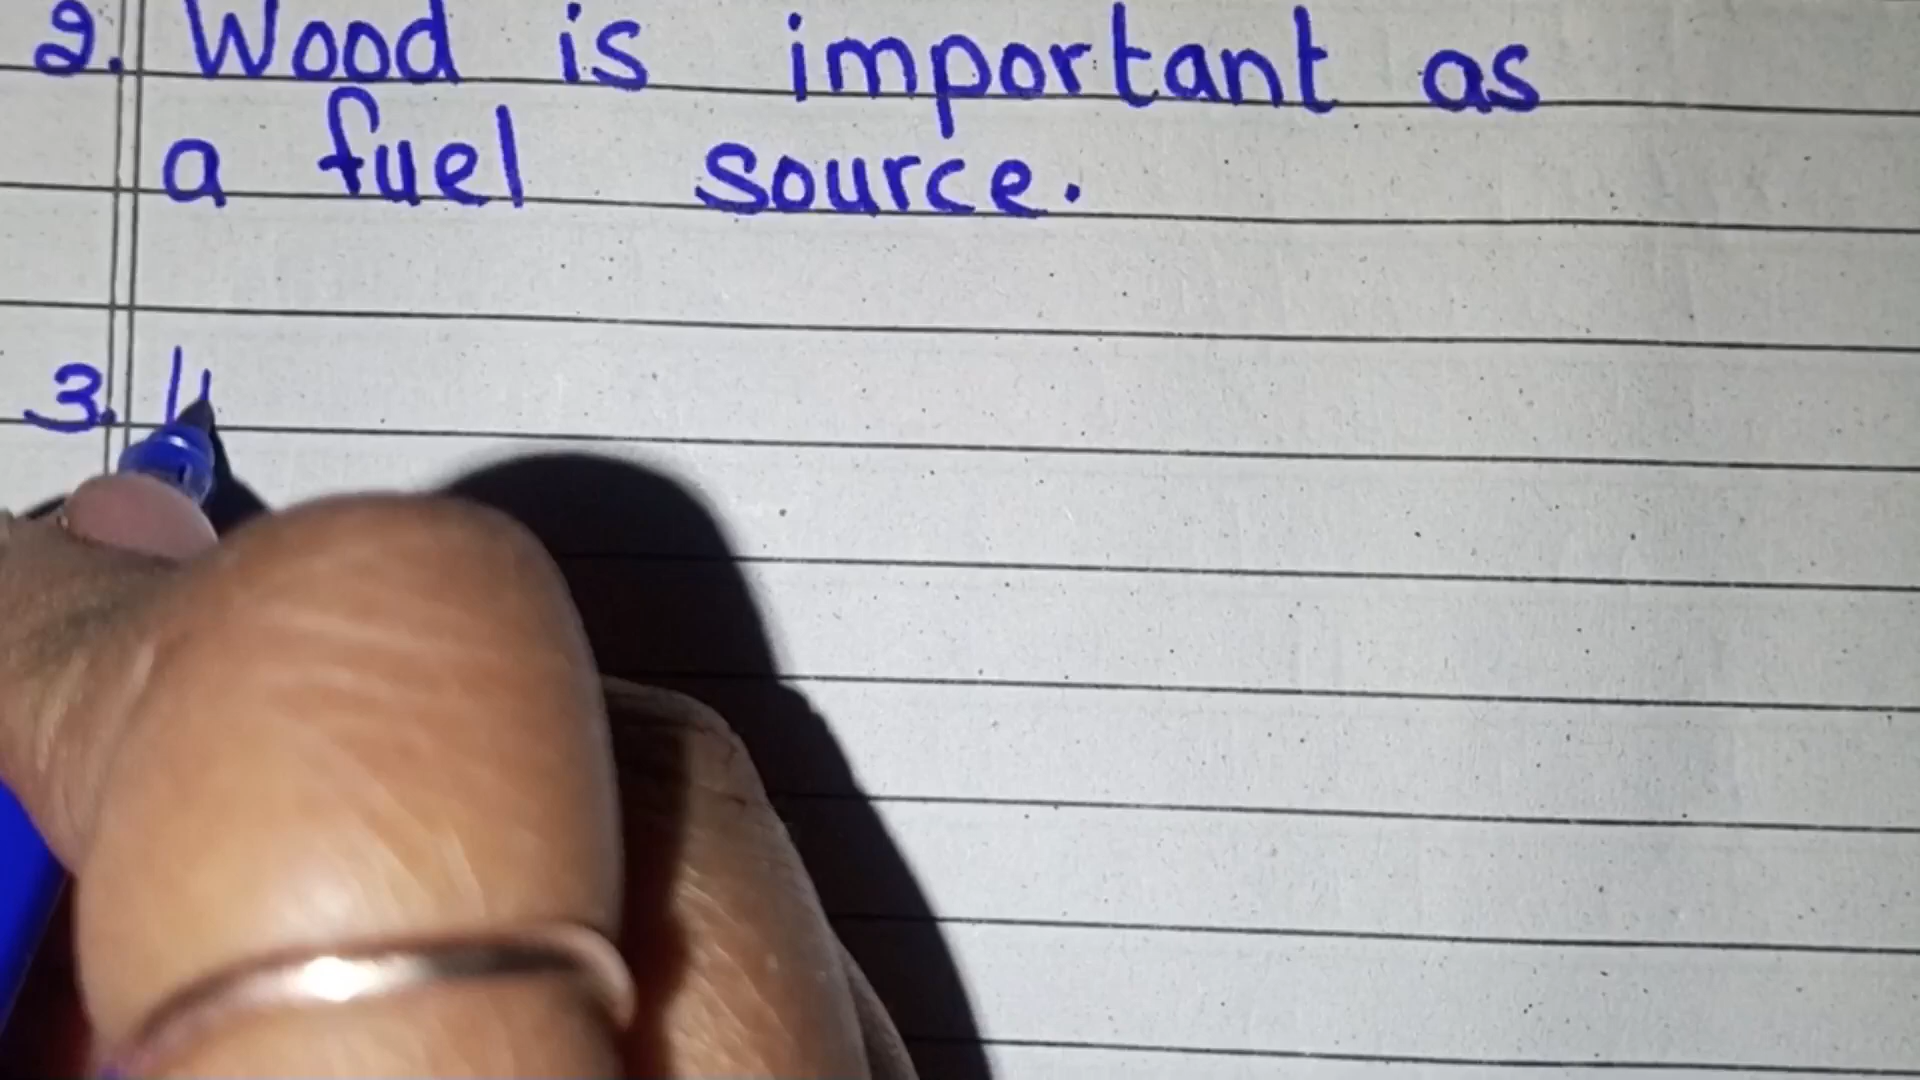 2. Wood is important as
a fuel source.
3.